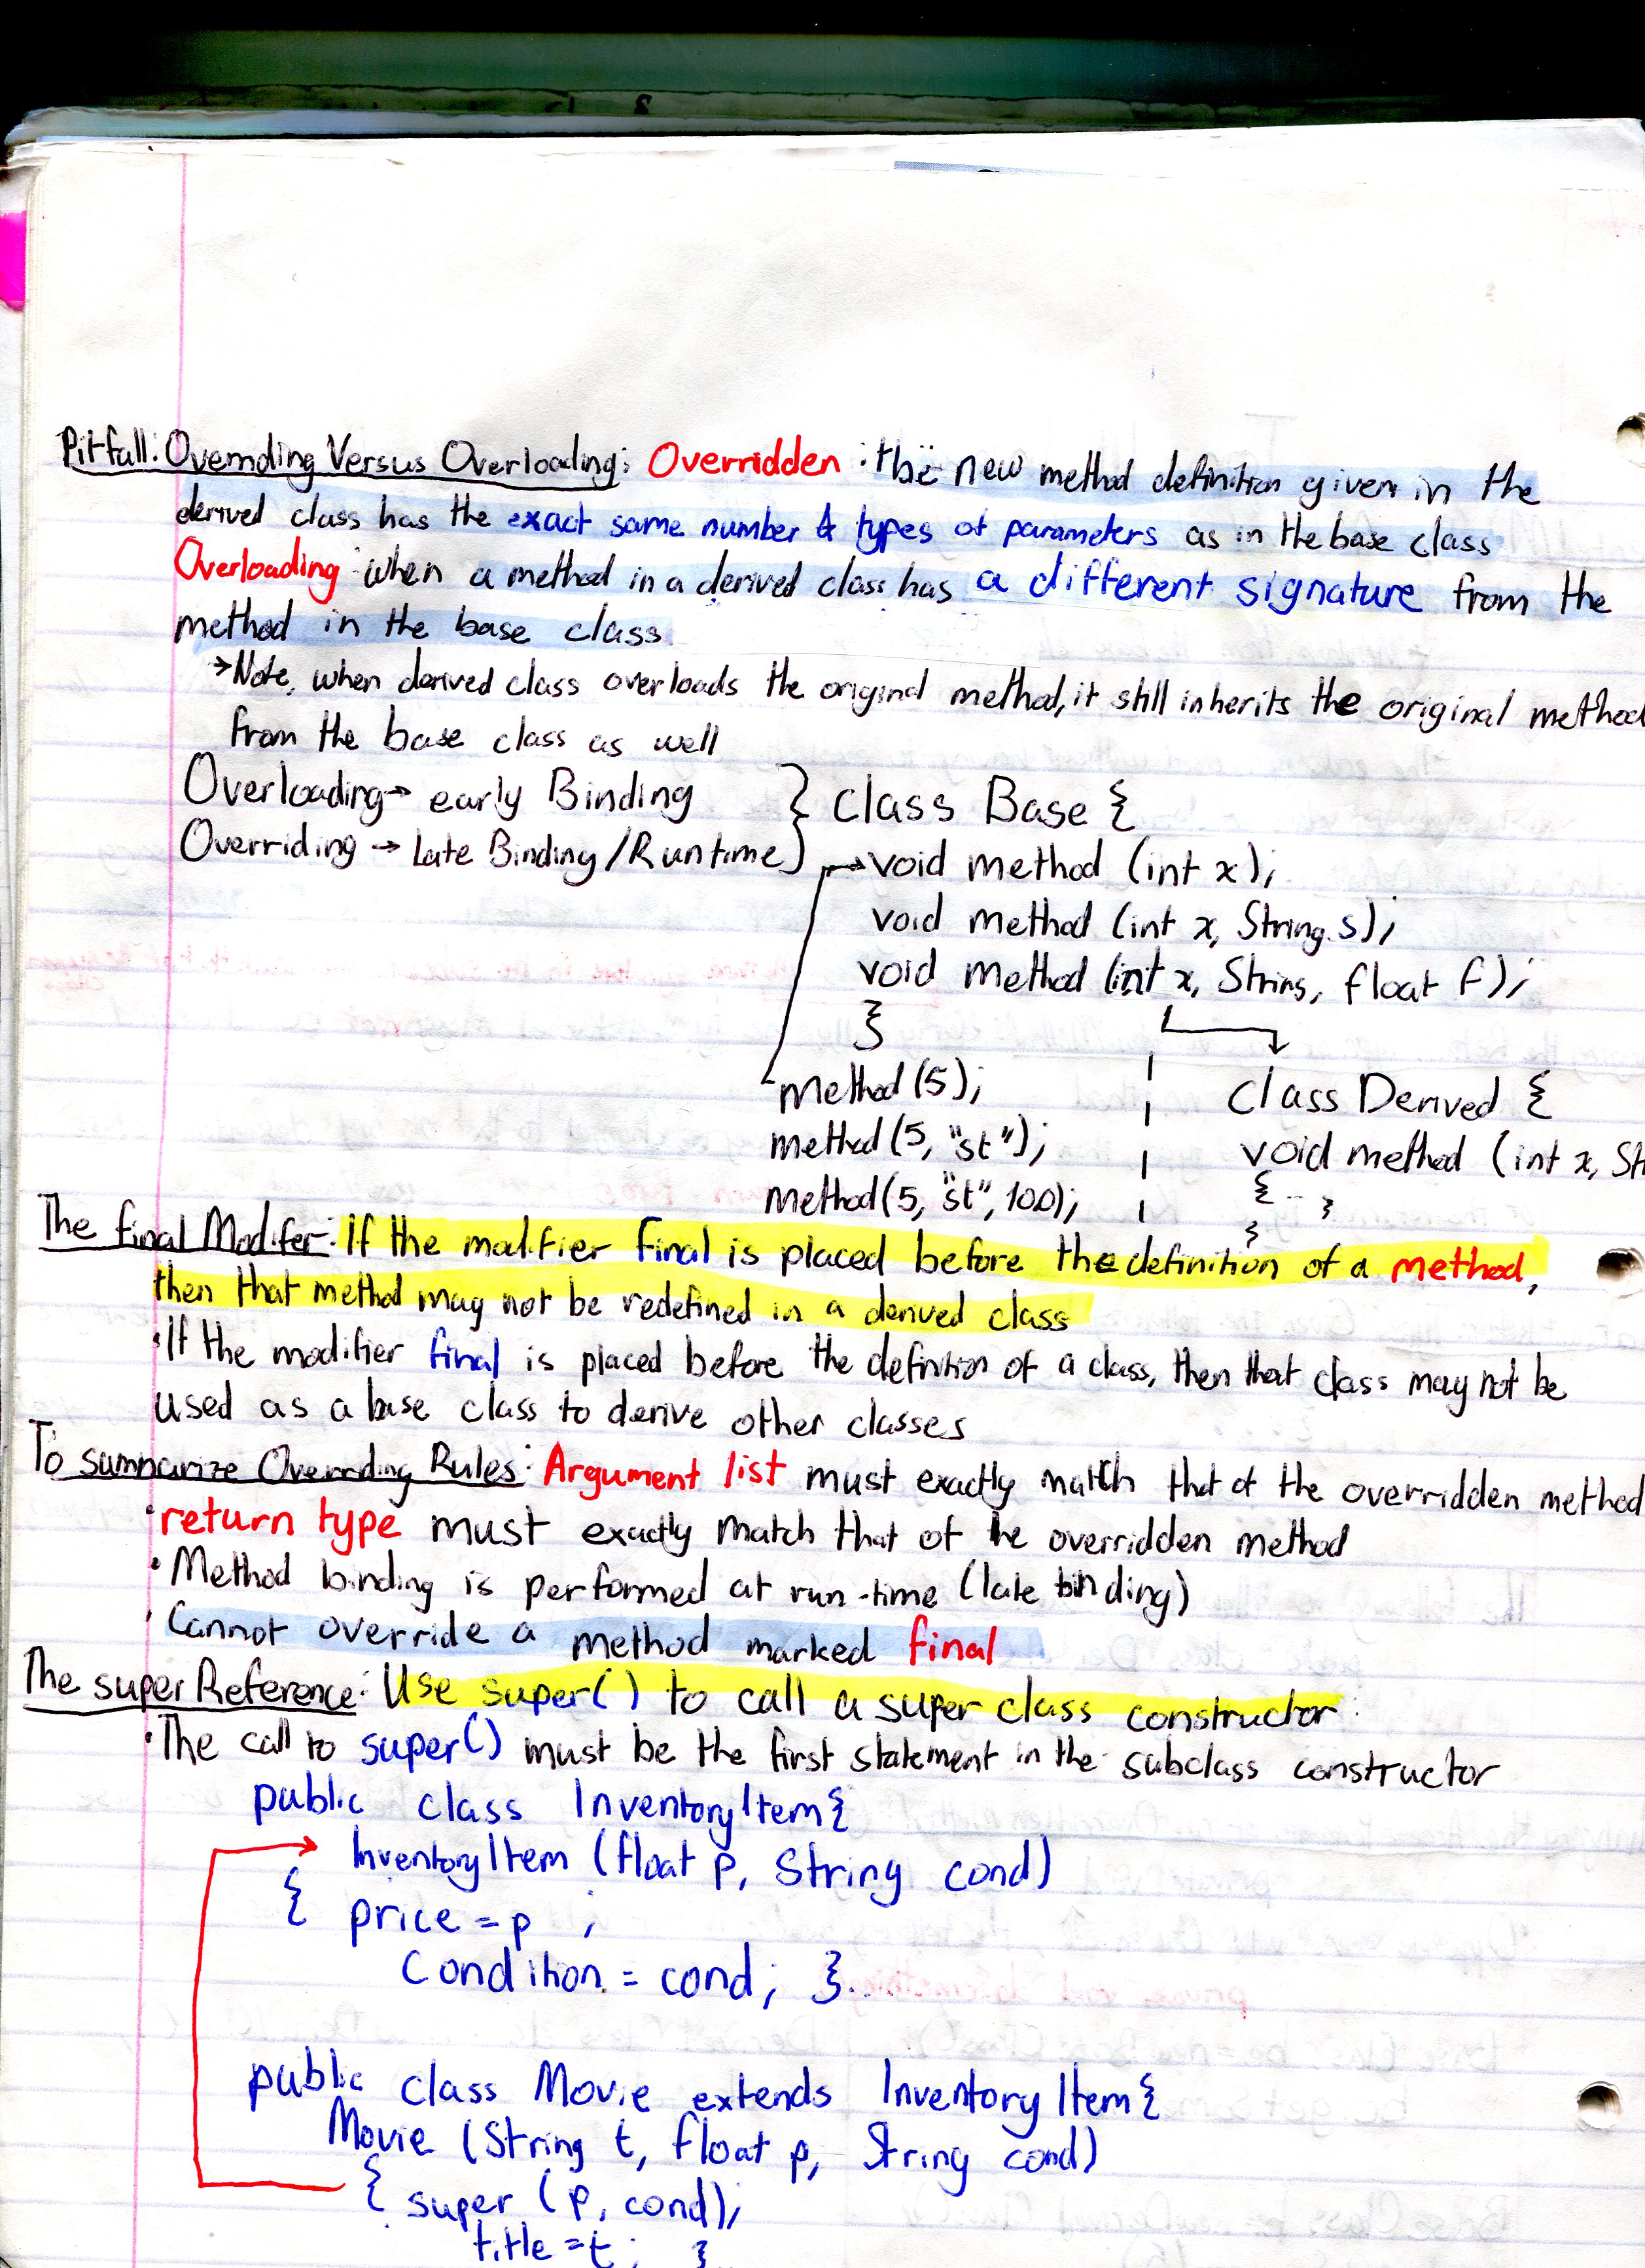 Pitfall: Overriding Versus Overloading: Overridden: the new method definition given in the
derived class has the exact same number & types of parameters as in the base class
Overloading: when a method in a derived class has a different signature from the
method in the base class.
→Note, when derived class overloads the original method, it still inherits the original method
from the base class as well
Overloading → early Binding } class Base {
Overriding → Late Binding/Runtime
→void method (int x);
void method (int x, String s);
void method (int x, String s, float f);
}
method (5);
class Derived {
method (5, "st");
void method (int x, St
method (5, "st", 10.0);
{ .. }
}
The final Modifer: If the modifier final is placed before the definition of a method,
then that method may not be redefined in a derived class
·If the modifier final is placed before the definition of a class, then that class may not be
used as a base class to derive other classes
To summarize Overriding Rules: Argument list must exactly match that of the overridden method
·return type must exactly match that of the overridden method
·Method binding is performed at run-time (late binding)
·Cannot override a method marked final
The super Reference: Use super() to call a super class constructor
·The call to super() must be the first statement in the subclass constructor
public class InventoryItem {
InventoryItem (float p, String cond)
{ price = p ;
Condition = cond; }..
public class Movie extends InventoryItem {
Movie (String t, float p, String cond)
{ super (p, cond);
title = t; }